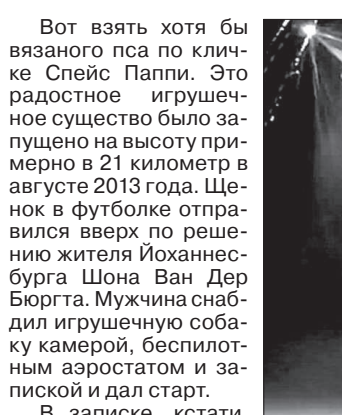 Вот взять хотя бы
вязаного пса по клич-
ке Спейс Паппи. Это
радостное игрушеч-
ное существо было за-
пущено на высоту при-
мерно в 21 километр в
августе 2013 года. Ще-
нок в футболке отпра-
вился вверх по реше-
нию жителя Йоханнес-
бурга Шона Ван Дер
Бюргта. Мужчина снаб-
дил игрушечную соба-
ку камерой, беспилот-
ным аэростатом и за-
пиской и дал старт.
В записке, кстати,